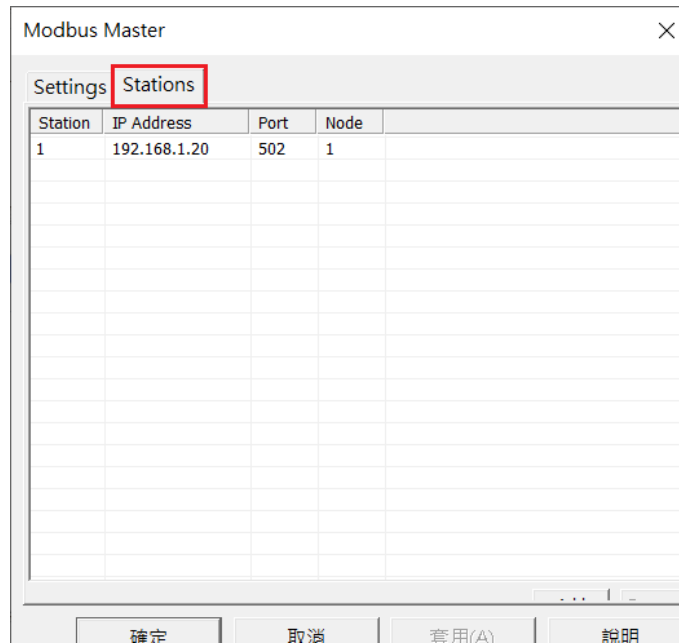 Modbus Master
Settings Stations
Station IP Address Port Node
1 192.168.1.20 502 1
確定 取消 套用(A) 說明